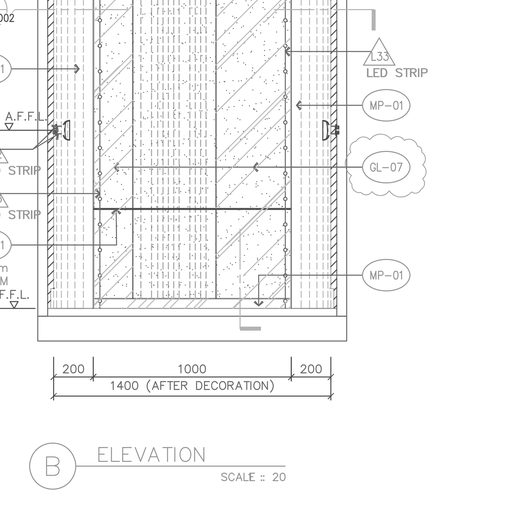 002
L33
LED STRIP
1
MP-01
A.F.F.L.
STRIP
GL-07
STRIP
1
m
M
MP-01
F.F.L.
200
1000
200
1400 (AFTER DECORATION)
B
ELEVATION
SCALE :: 20